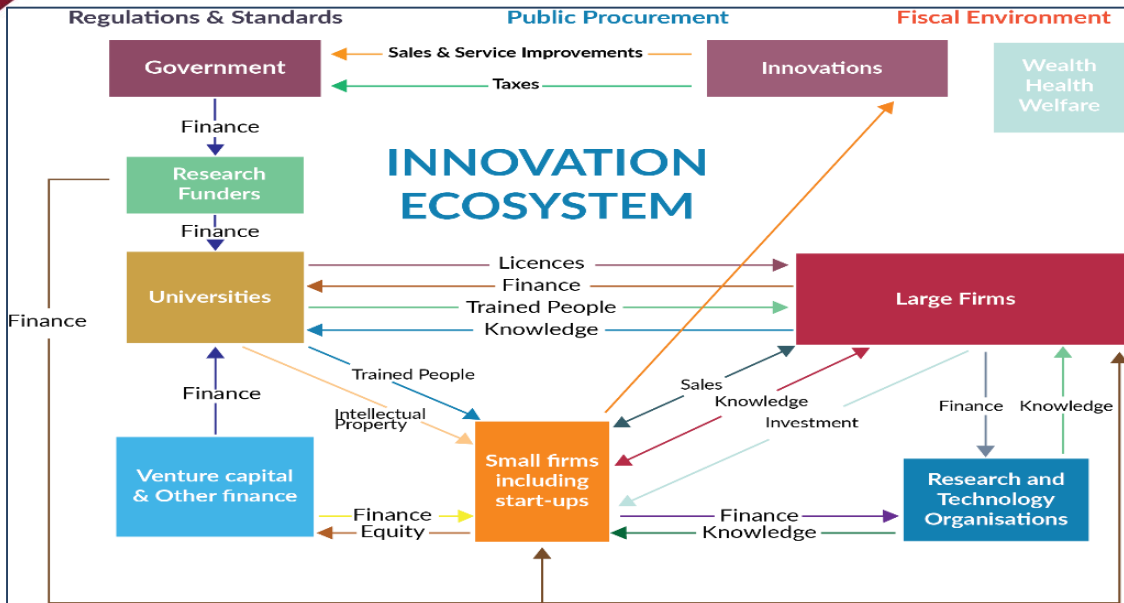 Regulations & Standards
Public Procurement
Fiscal Environment
Government
Sales & Service Improvements
Taxes
Innovations
Wealth
Health
Welfare
Finance
INNOVATION
ECOSYSTEM
Research
Funders
Finance
Universities
Licences
Finance
Trained People
Knowledge
Large Firms
Finance
Finance
Trained People
Intellectual
Property
Sales
Knowledge
Investment
Finance
Knowledge
Venture capital
& Other finance
Finance
Equity
Small firms
including
start-ups
Finance
Knowledge
Research and
Technology
Organisations